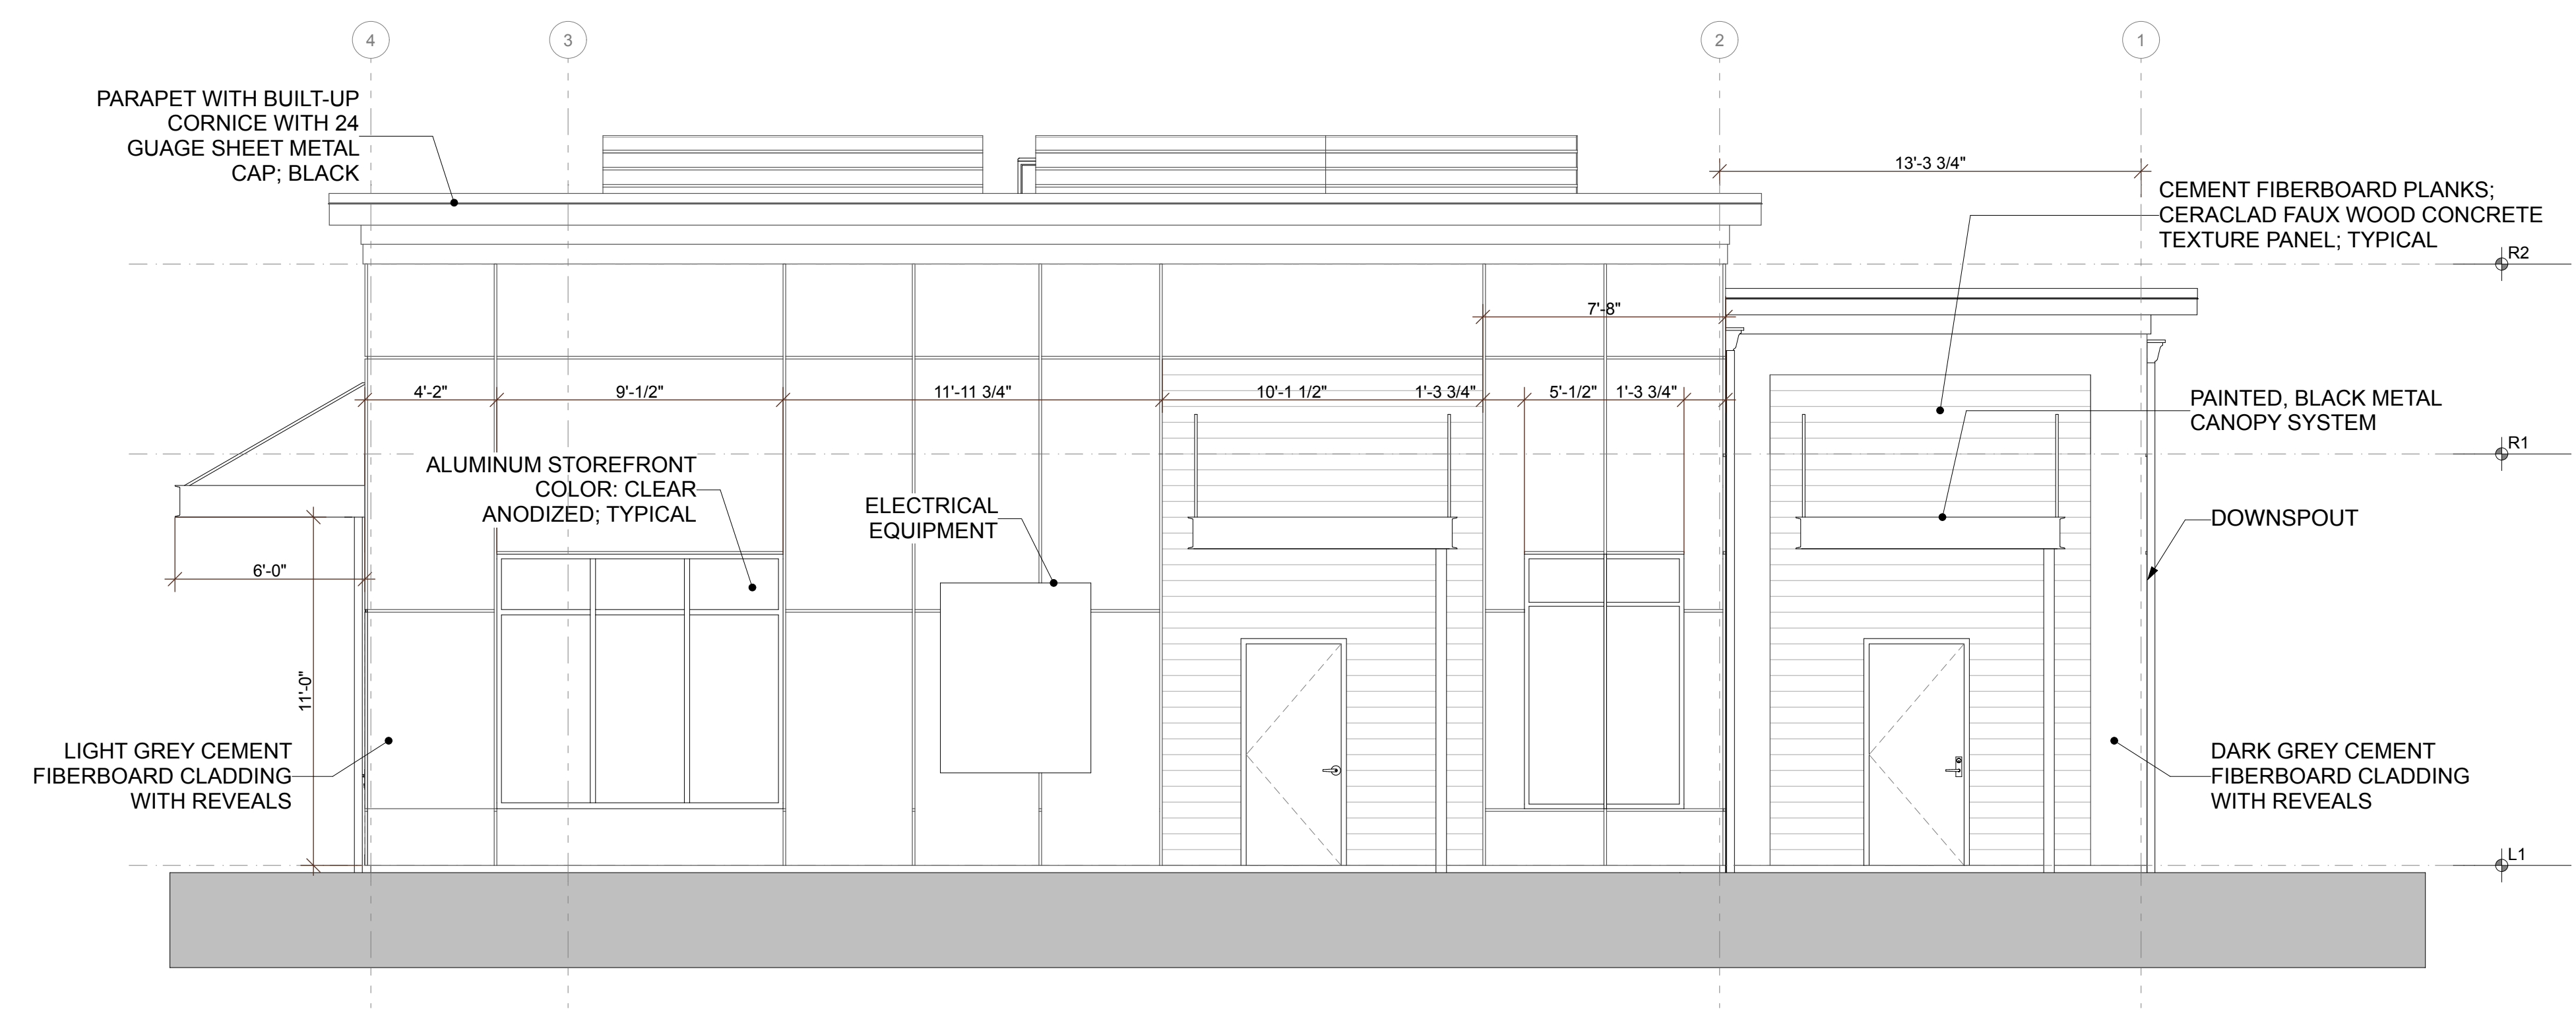 4
3
2
1
PARAPET WITH BUILT-UP
CORNICE WITH 24
GUAGE SHEET METAL
CAP; BLACK
13'-3 3/4"
CEMENT FIBERBOARD PLANKS;
CERACLAD FAUX WOOD CONCRETE
TEXTURE PANEL; TYPICAL
R2
7'-8"
4'-2"
9'-1/2"
11'-11 3/4"
10'-1 1/2"
1'-3 3/4"
5'-1/2"
1'-3 3/4"
PAINTED, BLACK METAL
CANOPY SYSTEM
R1
ALUMINUM STOREFRONT
COLOR: CLEAR
ANODIZED; TYPICAL
ELECTRICAL
EQUIPMENT
DOWNSPOUT
6'-0"
11'-0"
LIGHT GREY CEMENT
FIBERBOARD CLADDING
WITH REVEALS
DARK GREY CEMENT
FIBERBOARD CLADDING
WITH REVEALS
L1